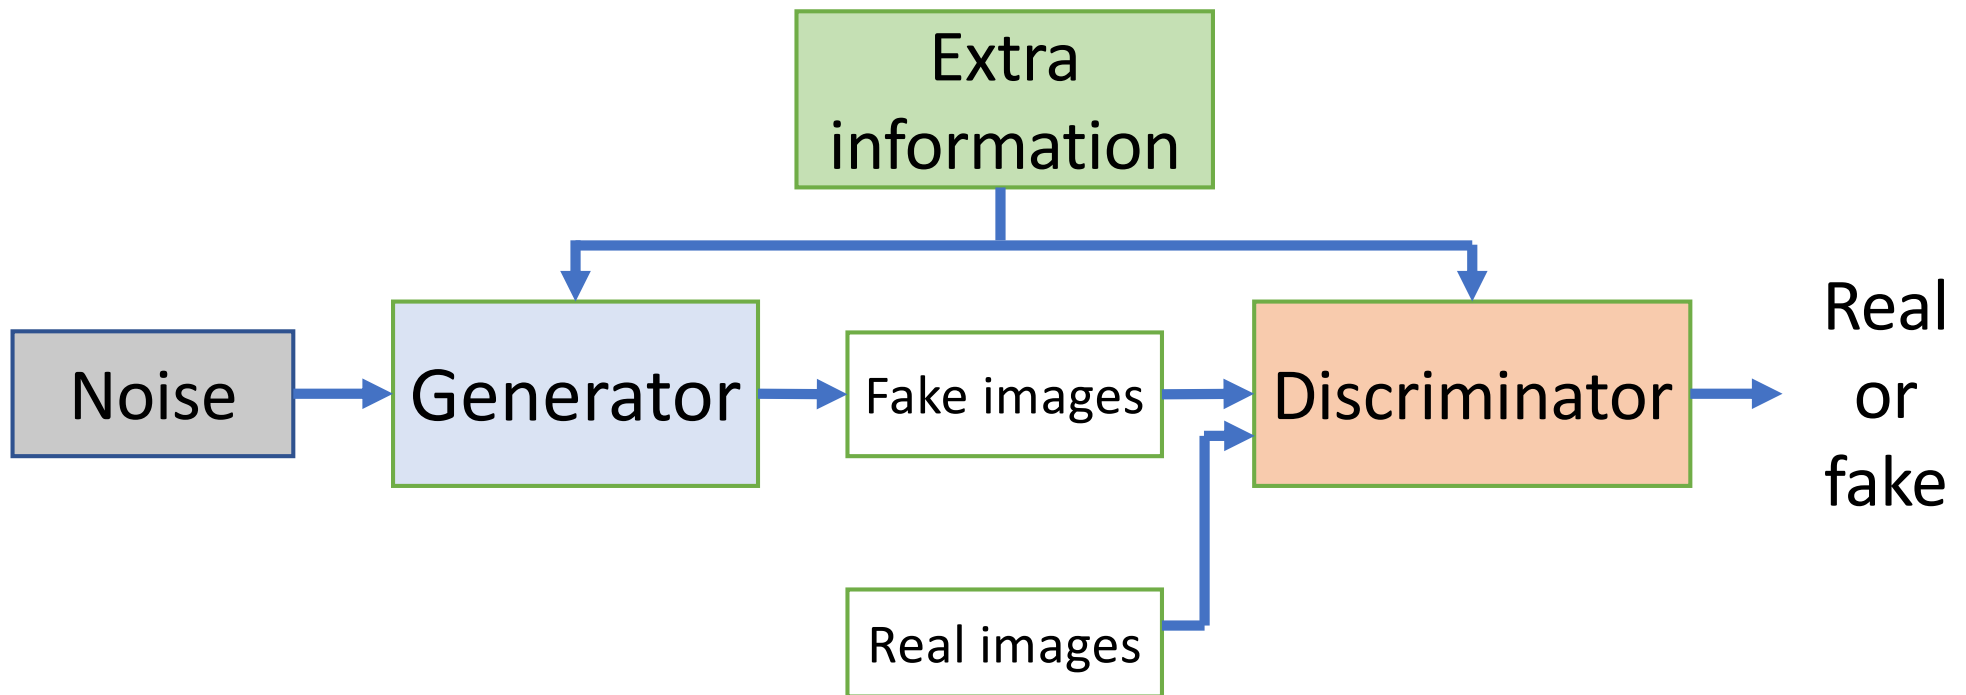 Extra
information
Noise
Generator
Fake images
Discriminator
Real
or
fake
Real images